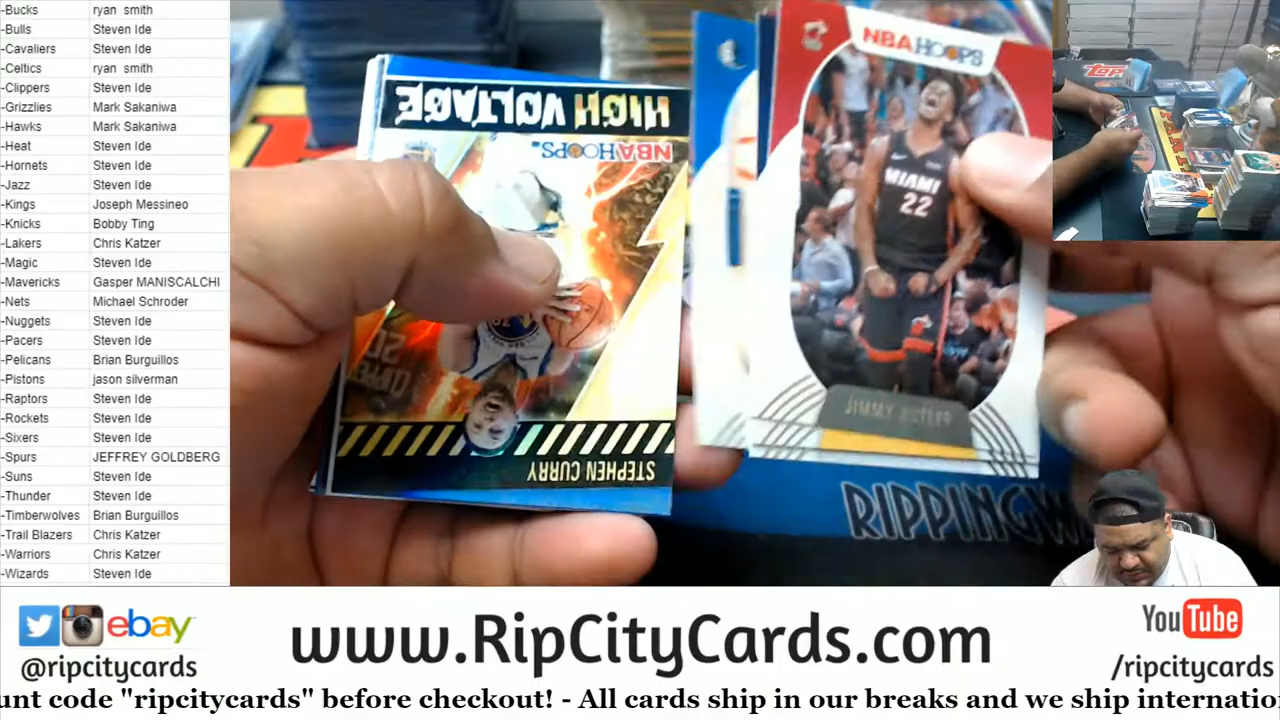 -Bucks ryan smith
-Bulls Steven Ide
-Cavaliers Steven Ide
-Celtics ryan smith
-Clippers Steven Ide
-Grizzlies Mark Sakaniwa
-Hawks Mark Sakaniwa
-Heat Steven Ide
-Hornets Steven Ide
-Jazz Steven Ide
-Kings Joseph Messineo
-Knicks Bobby Ting
-Lakers Chris Katzer
-Magic Steven Ide
-Mavericks Gasper MANISCALCHI
-Nets Michael Schroder
-Nuggets Steven Ide
-Pacers Steven Ide
-Pelicans Brian Burguillos
-Pistons jason silverman
-Raptors Steven Ide
-Rockets Steven Ide
-Sixers Steven Ide
-Spurs JEFFREY GOLDBERG
-Suns Steven Ide
-Thunder Steven Ide
-Timberwolves Brian Burguillos
-Trail Blazers Chris Katzer
-Warriors Chris Katzer
-Wizards Steven Ide
HIGH VOLTAGE
NBA HOOPS
STEPHEN CURRY
NBA HOOPS
MIAMI
22
JIMMY BUTLER
RIPPINGW
Topps
ebay
@ripcitycards
www.RipCityCards.com
YouTube
/ripcitycards
unt code "ripcitycards" before checkout! - All cards ship in our breaks and we ship internatio